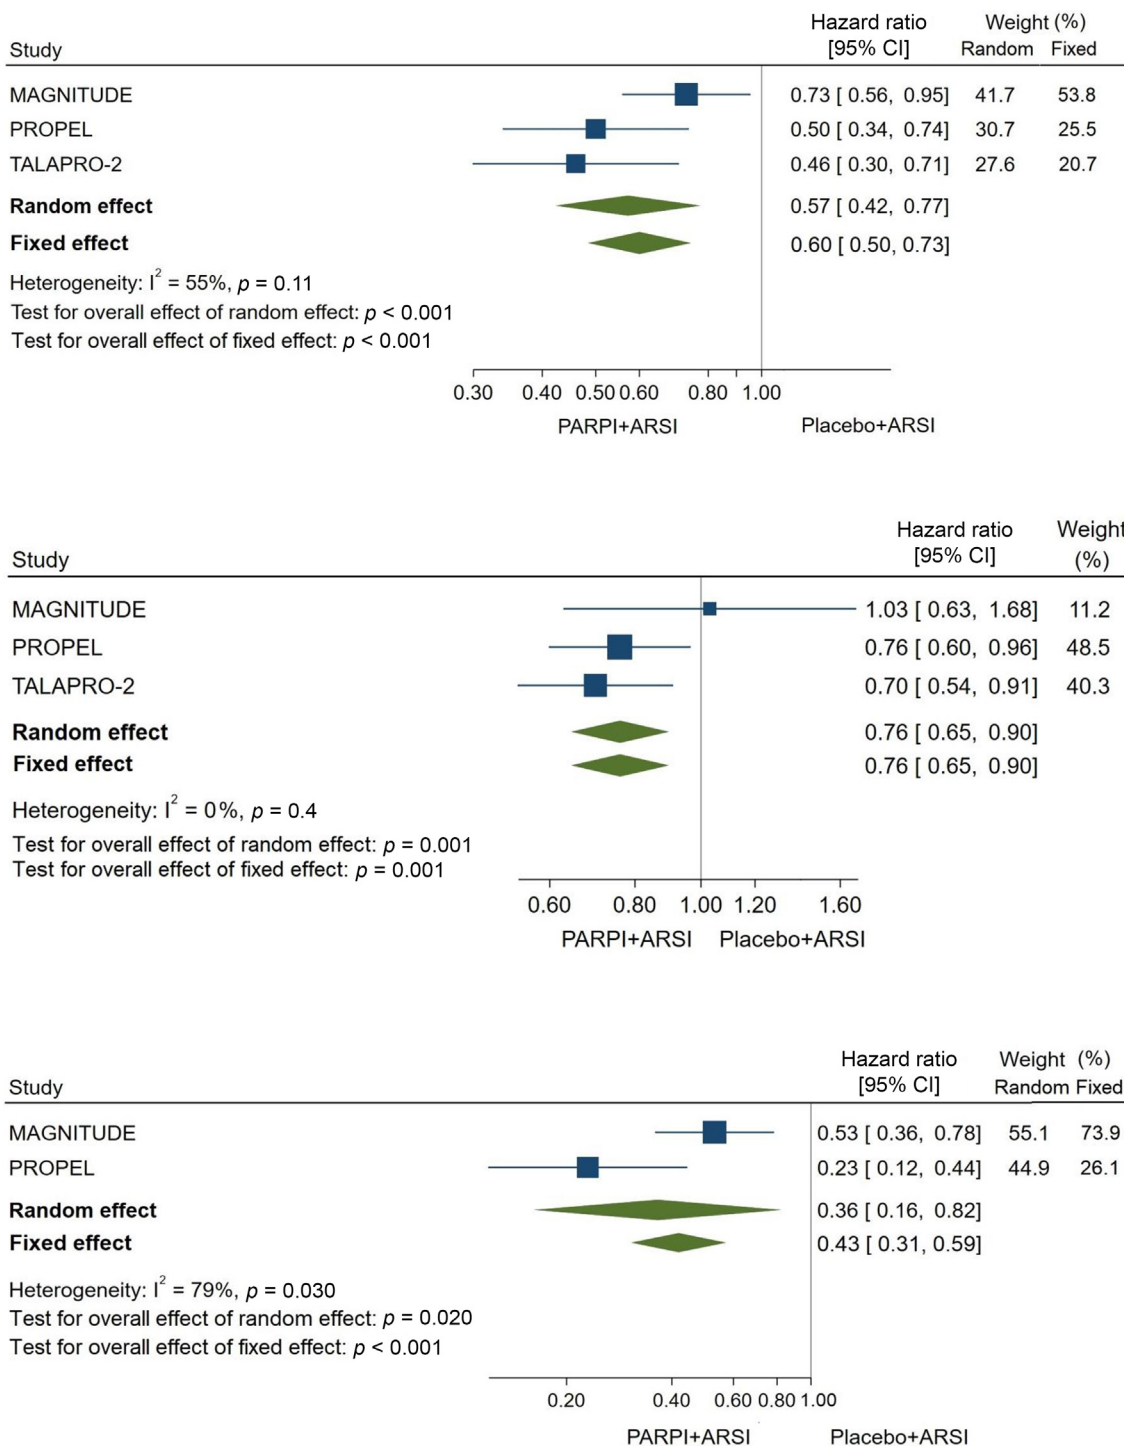 Hazard ratio Weight (%)
Study [95% CI] Random Fixed
MAGNITUDE 0.73 [ 0.56, 0.95] 41.7 53.8
PROPEL 0.50 [ 0.34, 0.74] 30.7 25.5
TALAPRO-2 0.46 [ 0.30, 0.71] 27.6 20.7
Random effect 0.57 [ 0.42, 0.77]
Fixed effect 0.60 [ 0.50, 0.73]
Heterogeneity: I² = 55%, p = 0.11
Test for overall effect of random effect: p < 0.001
Test for overall effect of fixed effect: p < 0.001
0.30 0.40 0.50 0.60 0.80 1.00
PARPI+ARSI Placebo+ARSI
Hazard ratio Weight
Study [95% CI] (%)
MAGNITUDE 1.03 [ 0.63, 1.68] 11.2
PROPEL 0.76 [ 0.60, 0.96] 48.5
TALAPRO-2 0.70 [ 0.54, 0.91] 40.3
Random effect 0.76 [ 0.65, 0.90]
Fixed effect 0.76 [ 0.65, 0.90]
Heterogeneity: I² = 0%, p = 0.4
Test for overall effect of random effect: p = 0.001
Test for overall effect of fixed effect: p = 0.001
0.60 0.80 1.00 1.20 1.60
PARPI+ARSI Placebo+ARSI
Hazard ratio Weight (%)
Study [95% CI] Random Fixed
MAGNITUDE 0.53 [ 0.36, 0.78] 55.1 73.9
PROPEL 0.23 [ 0.12, 0.44] 44.9 26.1
Random effect 0.36 [ 0.16, 0.82]
Fixed effect 0.43 [ 0.31, 0.59]
Heterogeneity: I² = 79%, p = 0.030
Test for overall effect of random effect: p = 0.020
Test for overall effect of fixed effect: p < 0.001
0.20 0.40 0.60 0.80 1.00
PARPI+ARSI Placebo+ARSI